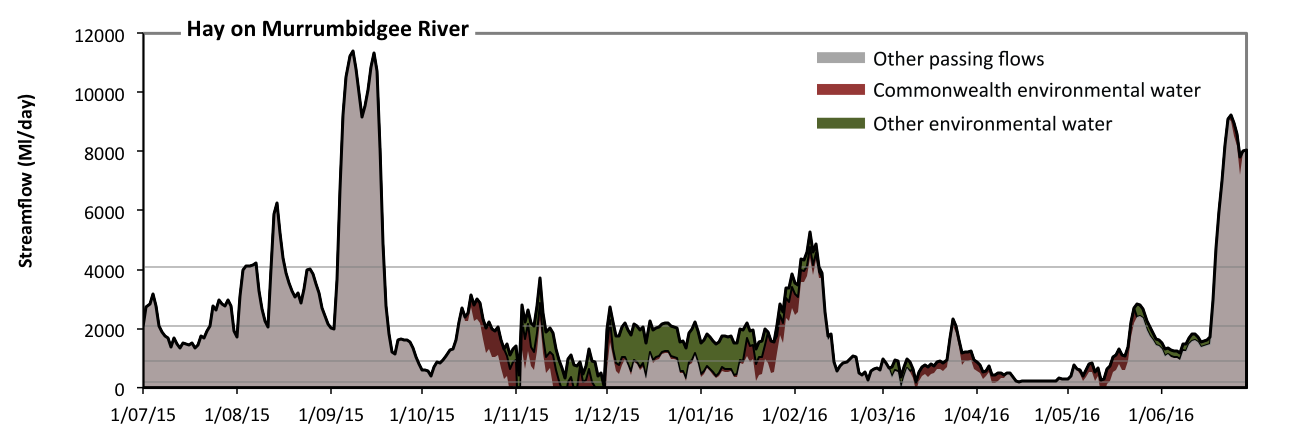 Hay on Murrumbidgee River
Streamflow (Ml/day)
12000
10000
8000
6000
4000
2000
0
Other passing flows
Commonwealth environmental water
Other environmental water
1/07/15 1/08/15 1/09/15 1/10/15 1/11/15 1/12/15 1/01/16 1/02/16 1/03/16 1/04/16 1/05/16 1/06/16